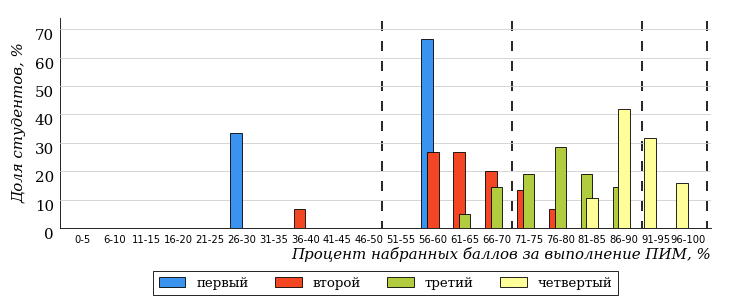 Доля студентов, %
70
60
50
40
30
20
10
0
0-5 6-10 11-15 16-20 21-25 26-30 31-35 36-40 41-45 46-50 51-55 56-60 61-65 66-70 71-75 76-80 81-85 86-90 91-95 96-100
Процент набранных баллов за выполнение ПИМ, %
первый второй третий четвертый